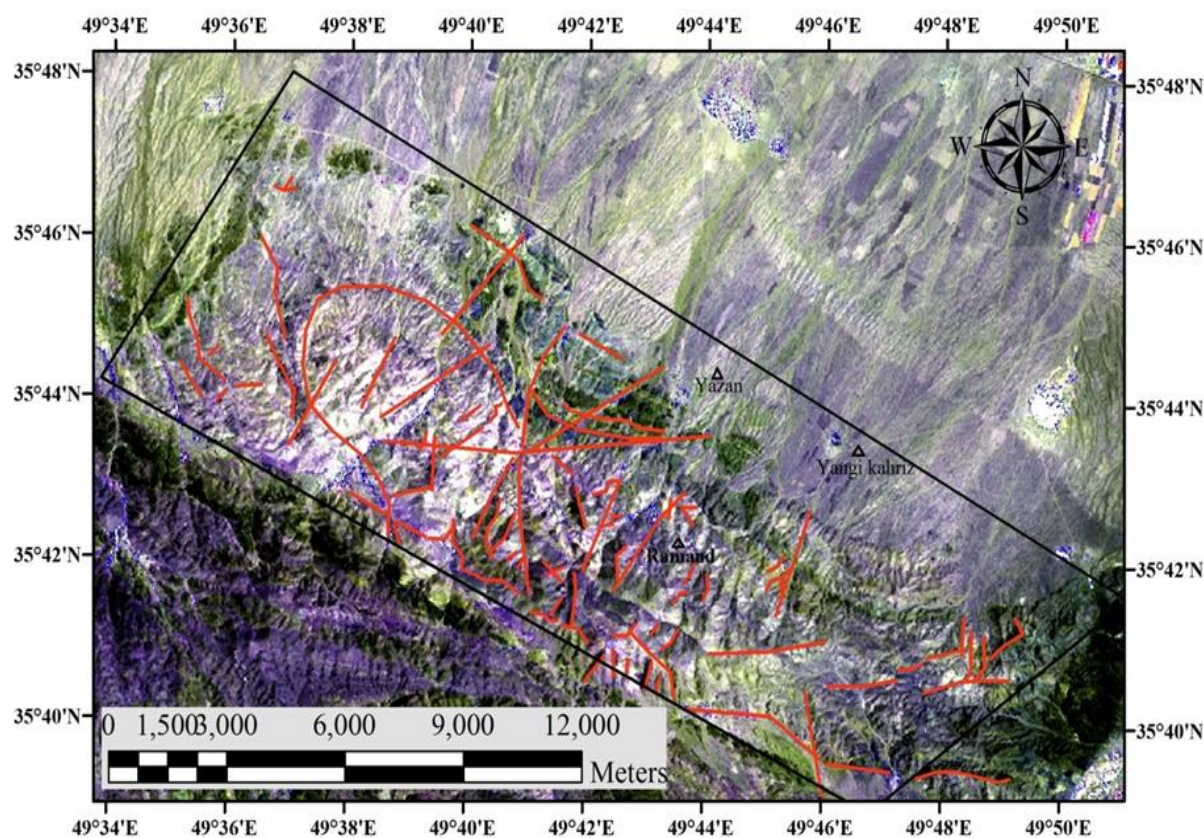 49°34'E 49°36'E 49°38'E 49°40'E 49°42'E 49°44'E 49°46'E 49°48'E 49°50'E
35°48'N 35°48'N
N
W E
S
35°46'N 35°46'N
35°44'N 35°44'N
Yazan
Yangi kalırız
35°42'N 35°42'N
Ramand
35°40'N 35°40'N
0 1,500 3,000 6,000 9,000 12,000
Meters
49°34'E 49°36'E 49°38'E 49°40'E 49°42'E 49°44'E 49°46'E 49°48'E 49°50'E